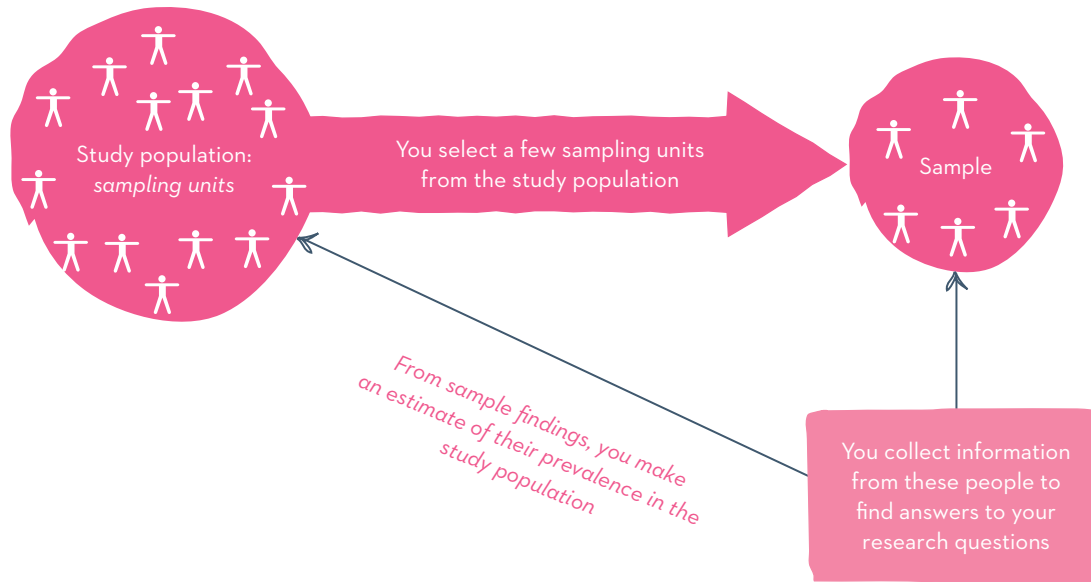 Study population:
sampling units
You select a few sampling units
from the study population
Sample
From sample findings, you make
an estimate of their prevalence in the
study population
You collect information
from these people to
find answers to your
research questions